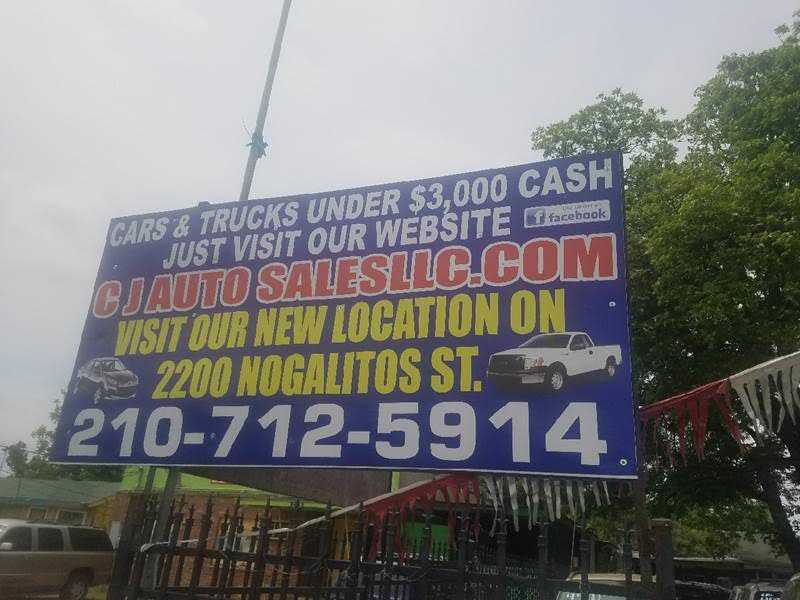 CARS & TRUCKS UNDER $3,000 CASH
JUST VISIT OUR WEBSITE
facebook
C J AUTO SALESLLC.COM
VISIT OUR NEW LOCATION ON
2200 NOGALITOS ST.
210-712-5914